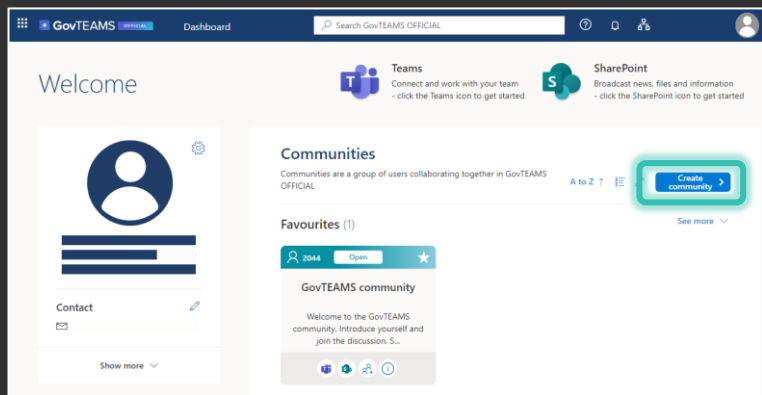 GovTEAMS OFFICIAL
Dashboard
Search GovTEAMS OFFICIAL
Welcome
Teams
Connect and work with your team
- click the Teams icon to get started
SharePoint
Broadcast news, files and information
- click the SharePoint icon to get started
Contact
Show more
Communities
Communities are a group of users collaborating together in GovTEAMS
OFFICIAL
A to Z ↑
Create
community
Favourites (1)
See more
2044
Open
GovTEAMS community
Welcome to the GovTEAMS
community. Introduce yourself and
join the discussion. S...